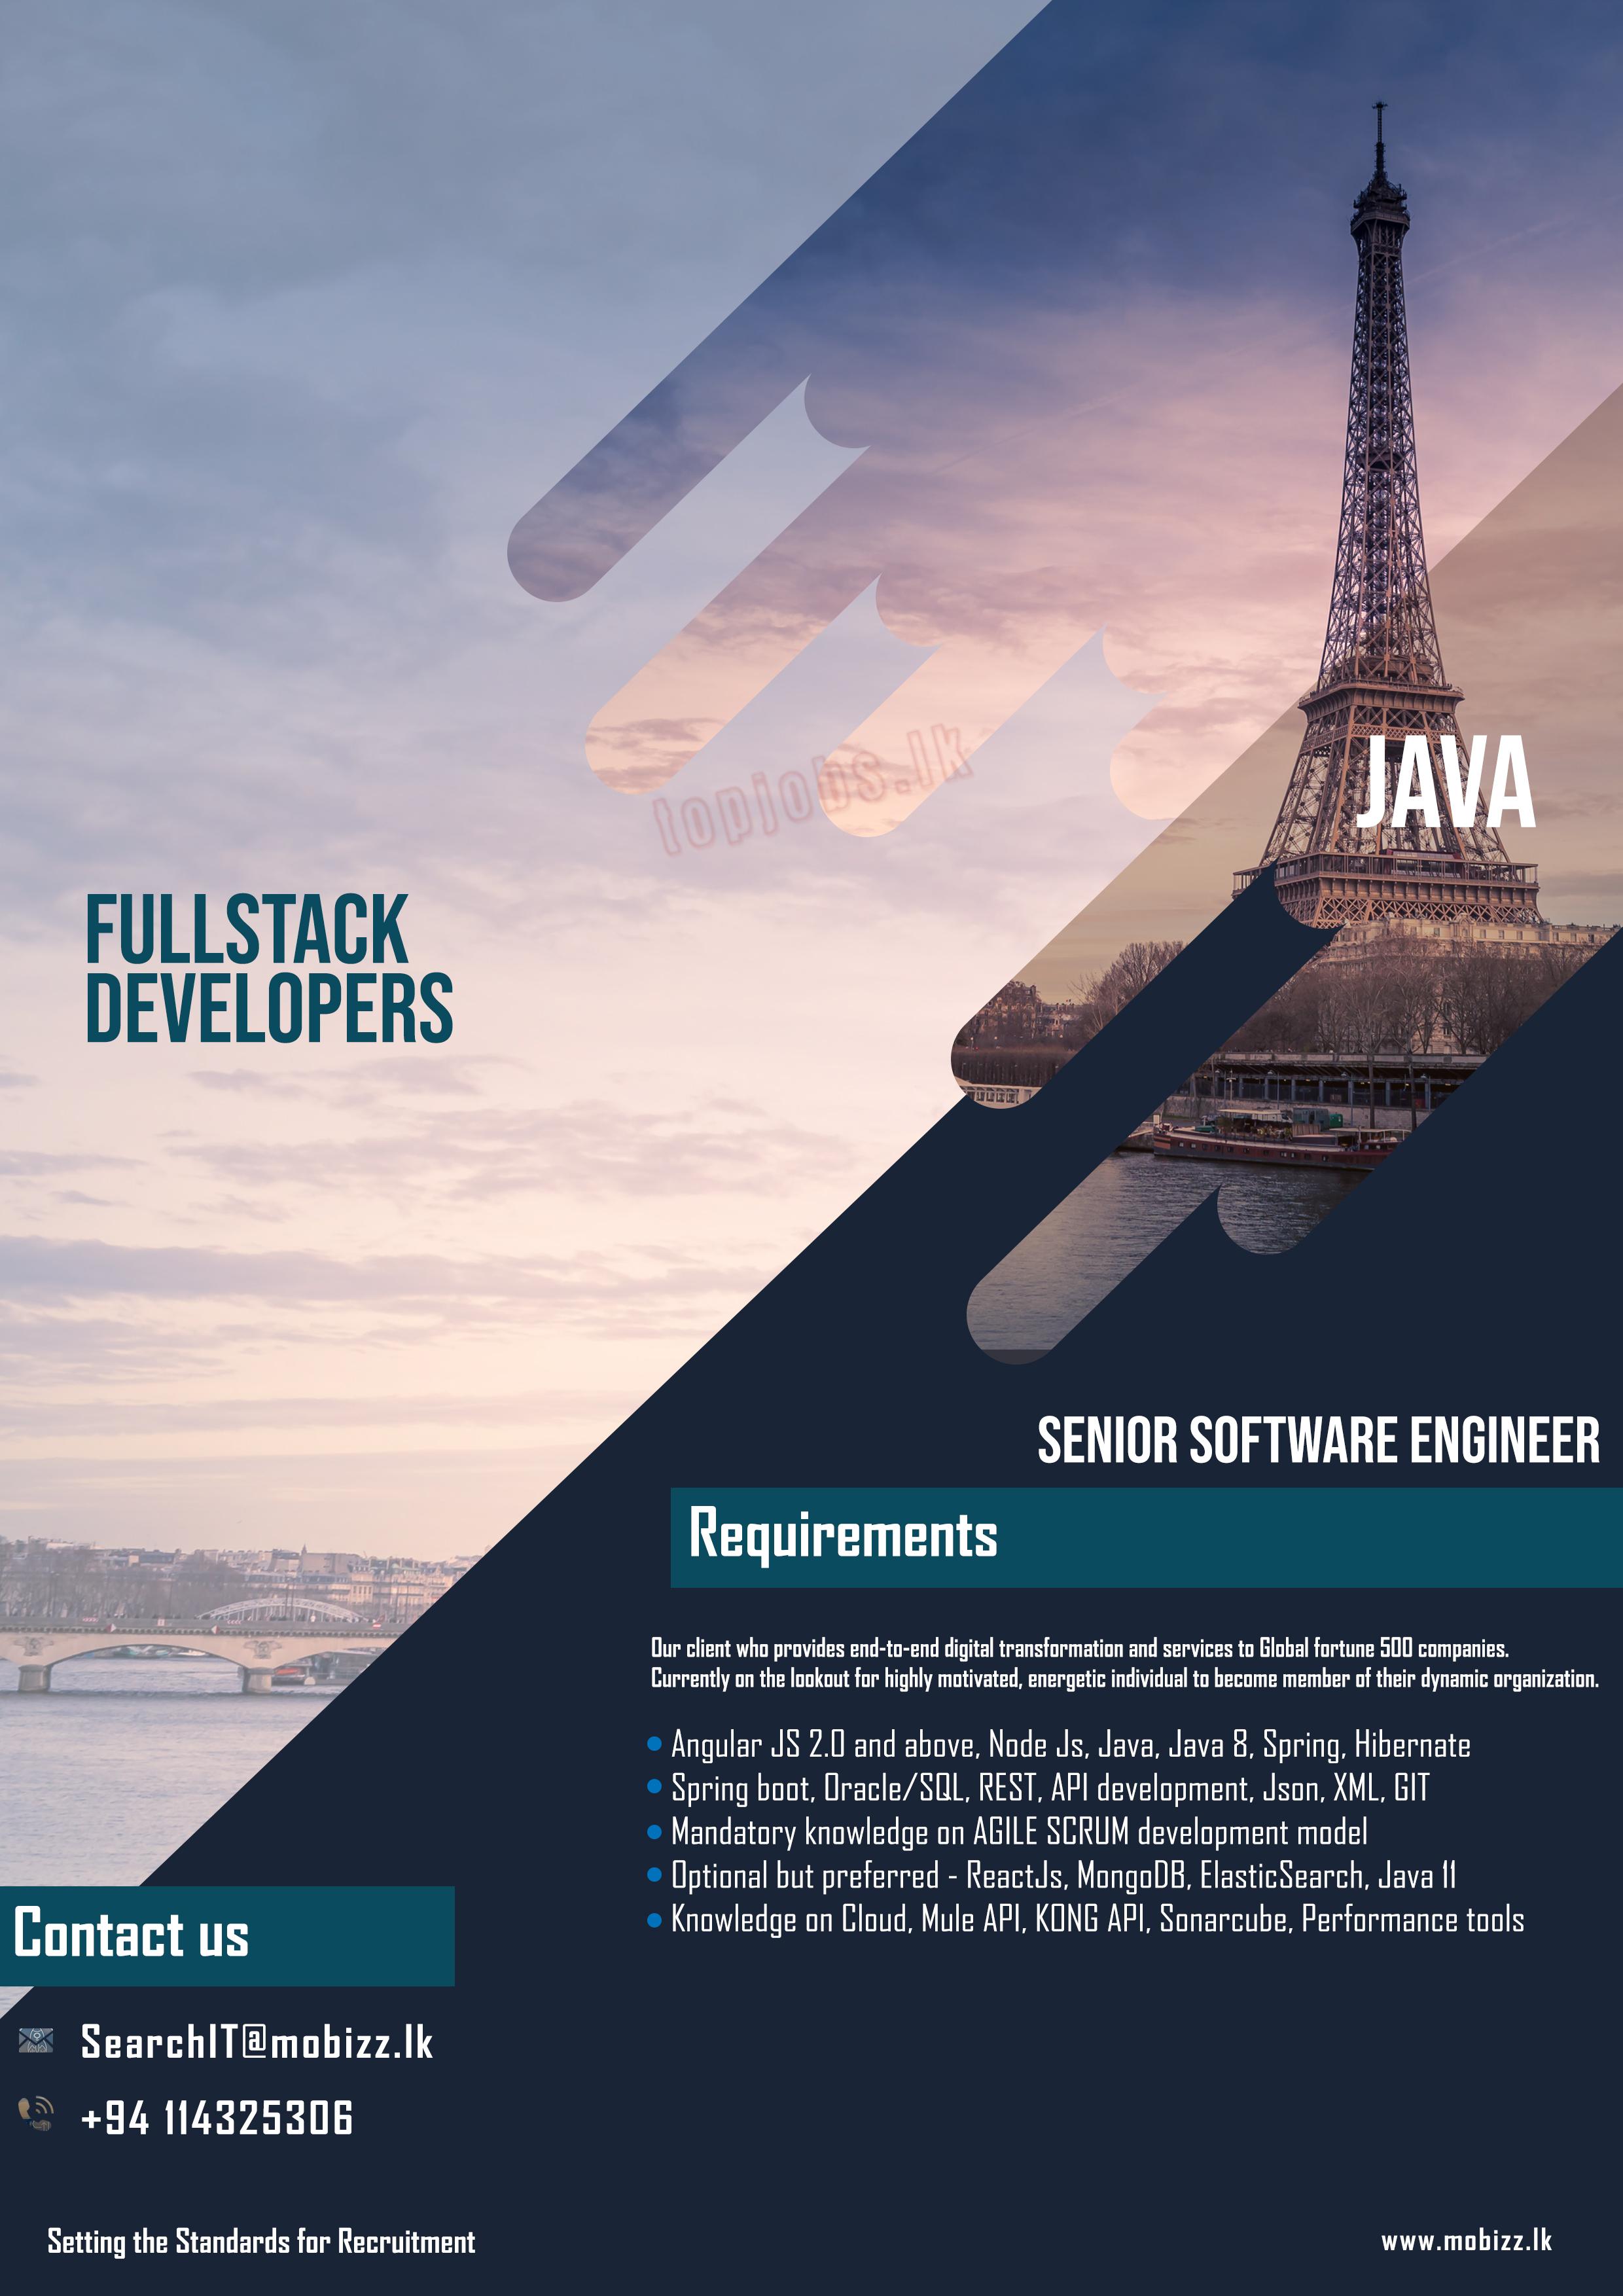 topjobs.lk
JAVA
FULLSTACK
DEVELOPERS
SENIOR SOFTWARE ENGINEER
Requirements
Our client who provides end-to-end digital transformation and services to Global fortune 500 companies.
Currently on the lookout for highly motivated, energetic individual to become member of their dynamic organization.
Angular JS 2.0 and above, Node Js, Java, Java 8, Spring, Hibernate
Spring boot, Oracle/SQL, REST, API development, Json, XML, GIT
Mandatory knowledge on AGILE SCRUM development model
Optional but preferred - ReactJs, MongoDB, ElasticSearch, Java 11
Knowledge on Cloud, Mule API, KONG API, Sonarcube, Performance tools
Contact us
SearchIT@mobizz.lk
+94 114325306
Setting the Standards for Recruitment
www.mobizz.lk